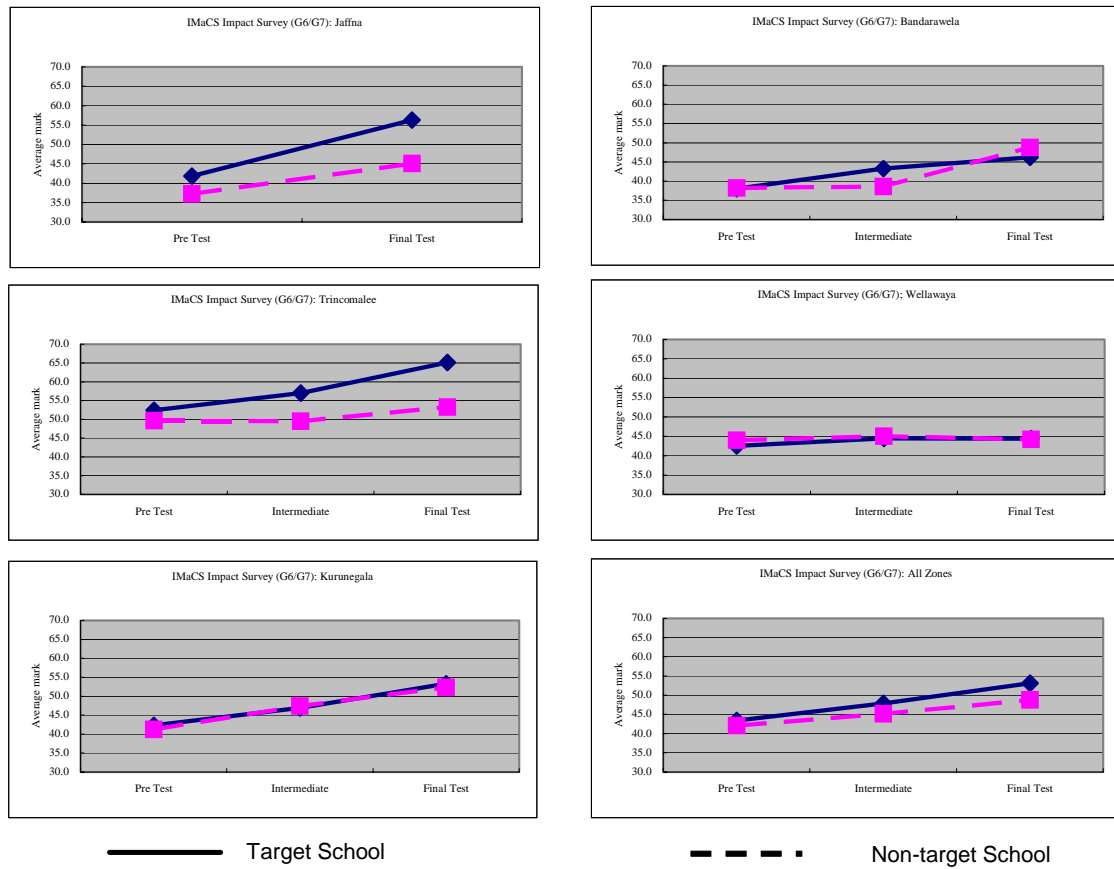 IMaCS Impact Survey (G6/G7): Jaffna
Average mark
70.0
65.0
60.0
55.0
50.0
45.0
40.0
35.0
30.0
Pre Test Final Test
IMaCS Impact Survey (G6/G7): Bandarawela
Average mark
70.0
65.0
60.0
55.0
50.0
45.0
40.0
35.0
30.0
Pre Test Intermediate Final Test
IMaCS Impact Survey (G6/G7): Trincomalee
Average mark
70.0
65.0
60.0
55.0
50.0
45.0
40.0
35.0
30.0
Pre Test Intermediate Final Test
IMaCS Impact Survey (G6/G7); Wellawaya
Average mark
70.0
65.0
60.0
55.0
50.0
45.0
40.0
35.0
30.0
Pre Test Intermediate Final Test
IMaCS Impact Survey (G6/G7): Kurunegala
Average mark
70.0
65.0
60.0
55.0
50.0
45.0
40.0
35.0
30.0
Pre Test Intermediate Final Test
IMaCS Impact Survey (G6/G7): All Zones
Average mark
70.0
65.0
60.0
55.0
50.0
45.0
40.0
35.0
30.0
Pre Test Intermediate Final Test
Target School
Non-target School